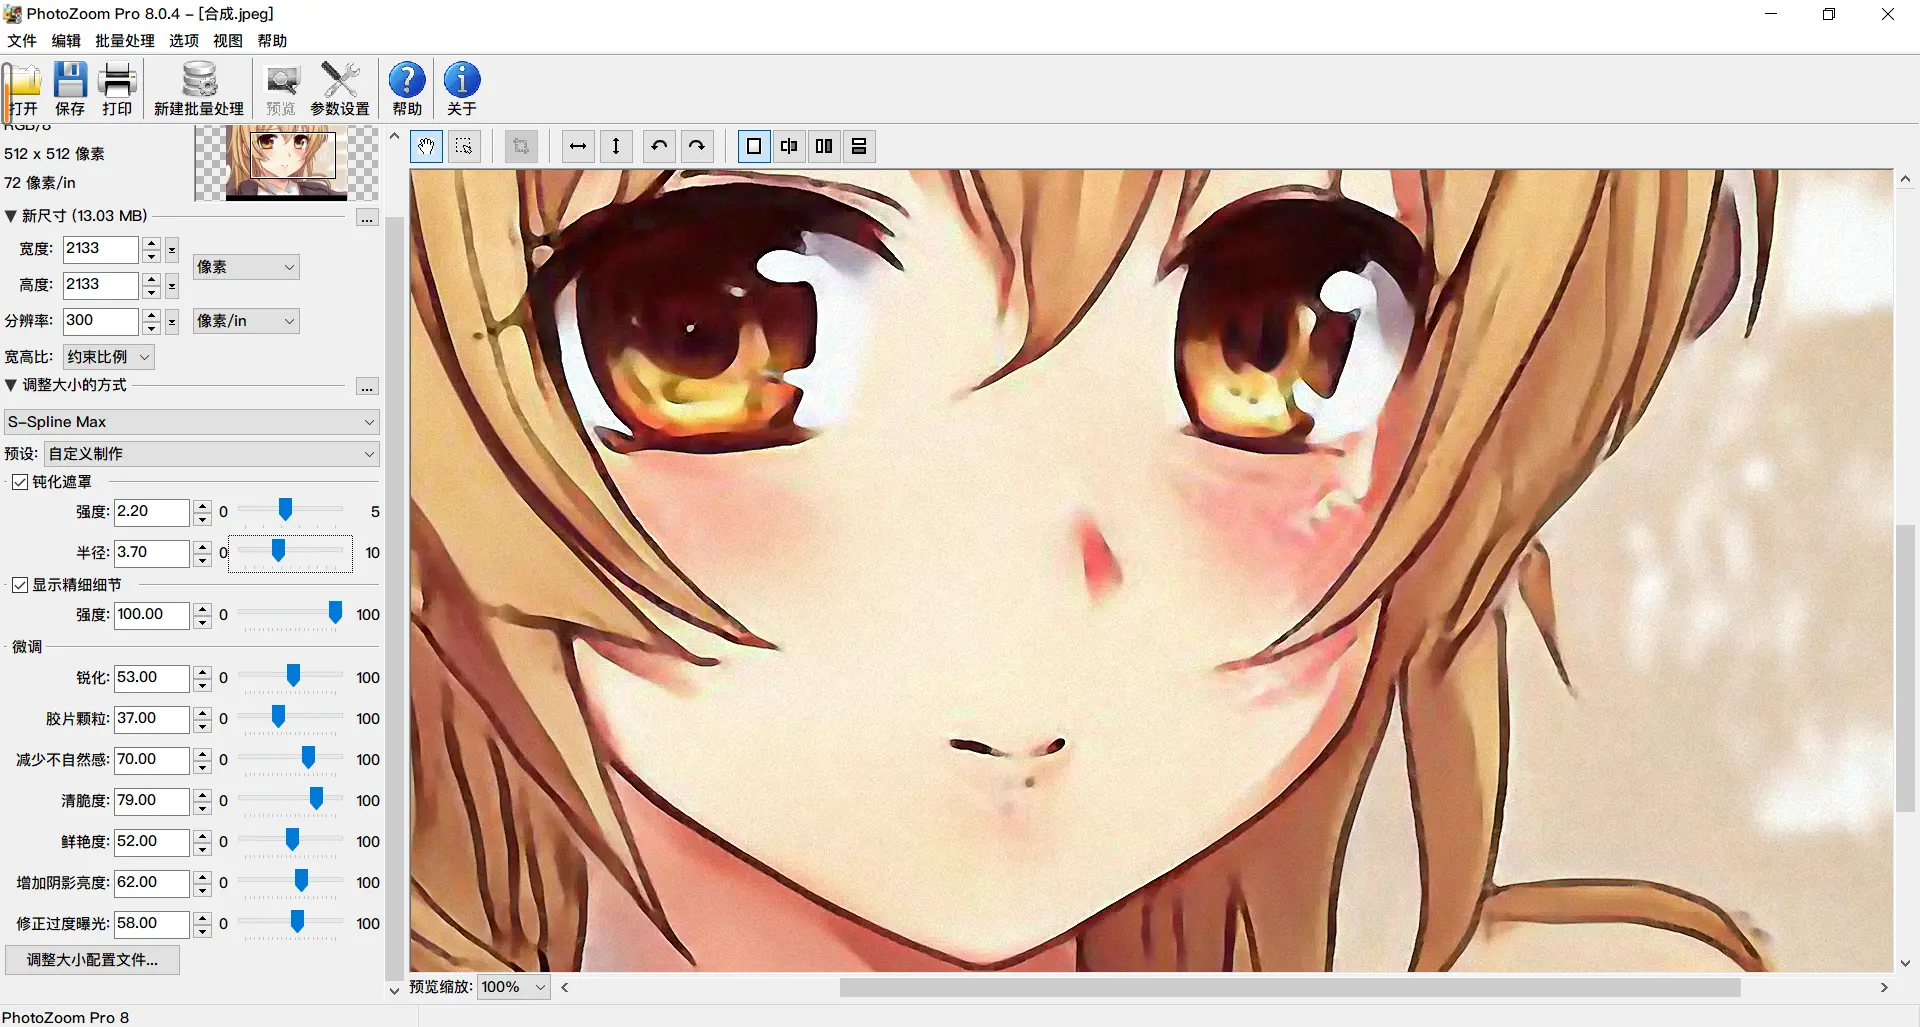 PhotoZoom Pro 8.0.4 – [合成.jpeg]
文件 编辑 批量处理 选项 视图 帮助
打开 保存 打印 新建批量处理 预览 参数设置 帮助 关于
RGB/8
512 x 512 像素
72 像素/in
新尺寸 (13.03 MB) ...
宽度: 2133
像素
高度: 2133
分辨率: 300 像素/in
宽高比: 约束比例
调整大小的方式 ...
S-Spline Max
预设: 自定义制作
钝化遮罩
强度: 2.20 0 5
半径: 3.70 0 10
显示精细细节
强度: 100.00 0 100
微调
锐化: 53.00 0 100
胶片颗粒: 37.00 0 100
减少不自然感: 70.00 0 100
清脆度: 79.00 0 100
鲜艳度: 52.00 0 100
增加阴影亮度: 62.00 0 100
修正过度曝光: 58.00 0 100
调整大小配置文件...
预览缩放: 100%
PhotoZoom Pro 8